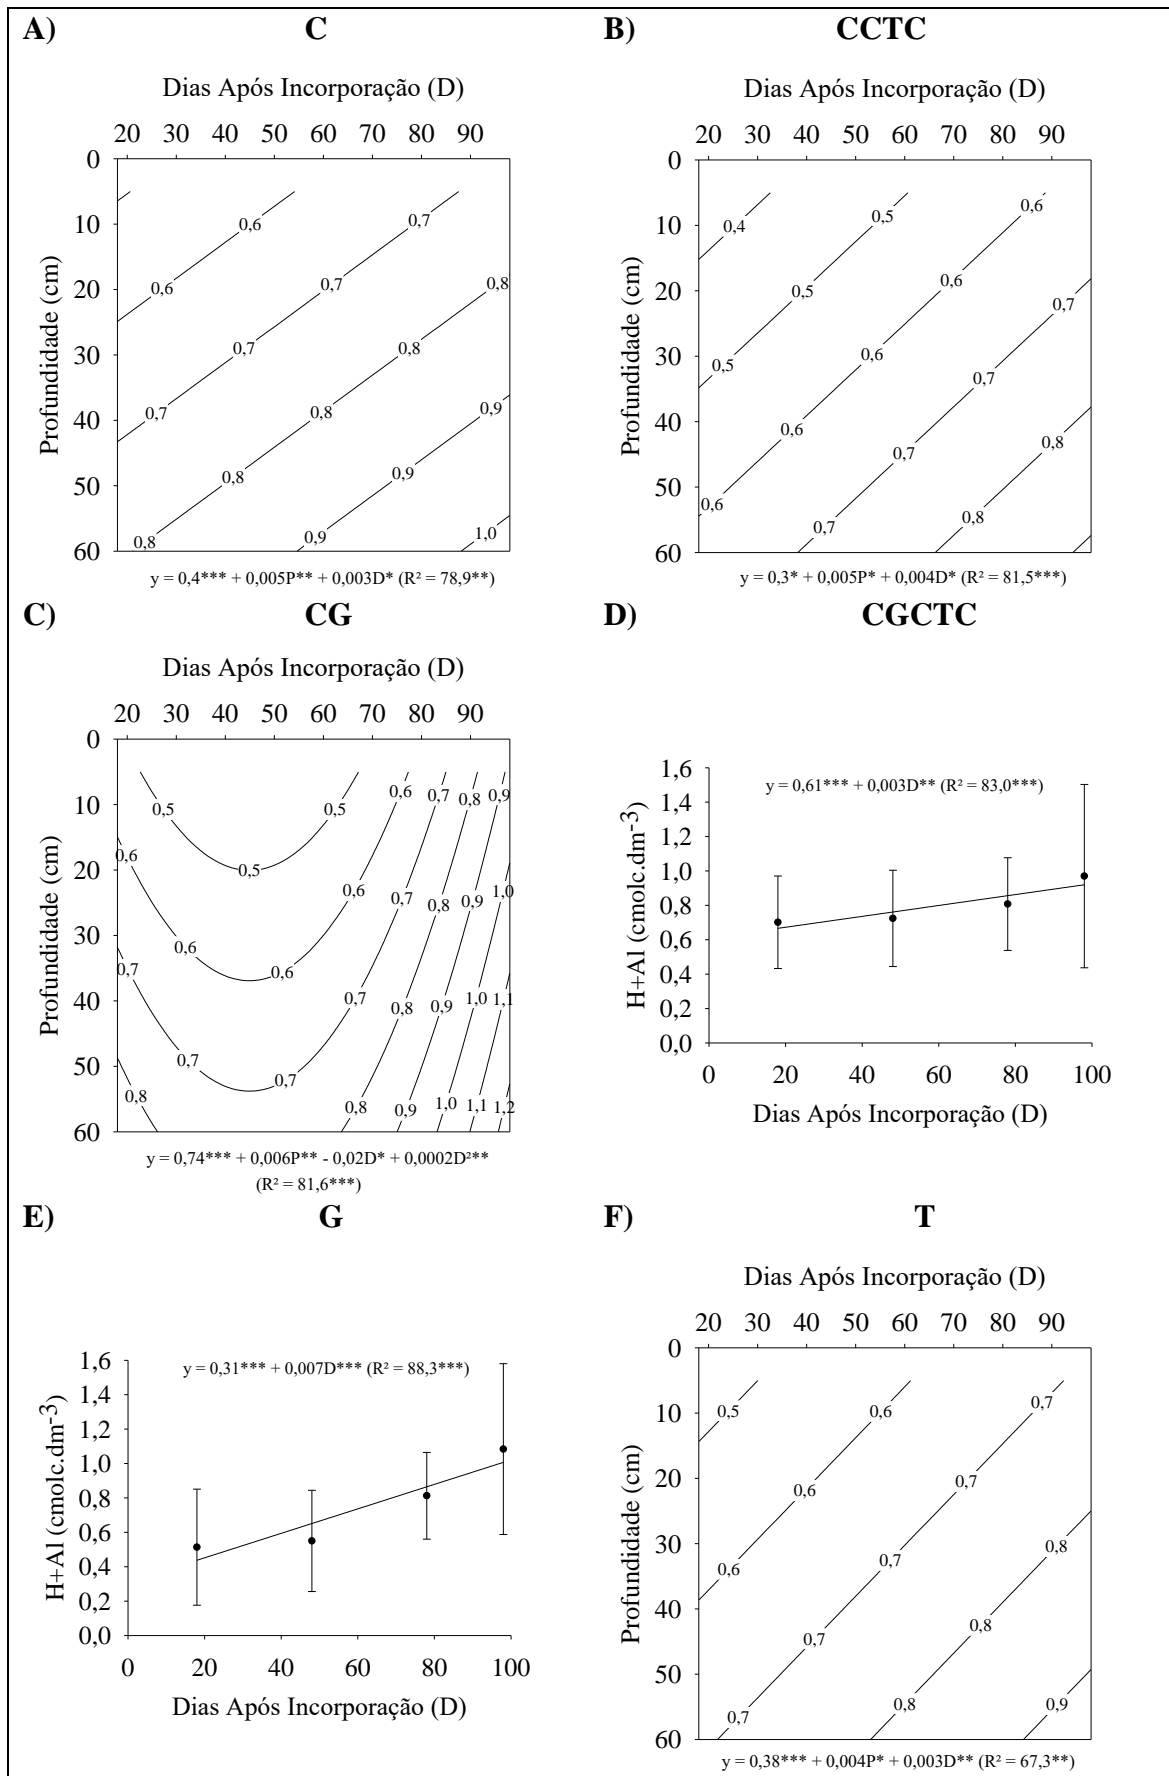 A) C
Dias Após Incorporação (D)
20 30 40 50 60 70 80 90
0
10
20
30
40
50
60
Profundidade (cm)
0,6 0,7
0,6 0,7 0,8
0,7 0,8
0,7 0,8 0,9
0,8 0,9
0,8 0,9 1,0
y = 0,4*** + 0,005P** + 0,003D* (R² = 78,9**)
B) CCTC
Dias Após Incorporação (D)
20 30 40 50 60 70 80 90
0
10
20
30
40
50
60
Profundidade (cm)
0,4 0,5 0,6
0,5 0,6 0,7
0,5 0,6 0,7
0,6 0,7 0,8
0,6 0,7 0,8
y = 0,3* + 0,005P* + 0,004D* (R² = 81,5***)
C) CG
Dias Após Incorporação (D)
20 30 40 50 60 70 80 90
0
10
20
30
40
50
60
Profundidade (cm)
0,5 0,5 0,6 0,7 0,8 0,9
0,6 0,5 0,6 0,7 0,8 0,9 1,0
0,7 0,6 0,6 0,7 0,8 0,9 1,0 1,1
0,8 0,7 0,7 0,8 0,9 1,0 1,1 1,2
y = 0,74*** + 0,006P** - 0,02D* + 0,0002D²**
(R² = 81,6***)
D) CGCTC
y = 0,61*** + 0,003D** (R² = 83,0***)
1,6
1,4
1,2
1,0
0,8
0,6
0,4
0,2
0,0
H+Al (cmolc.dm-3)
0 20 40 60 80 100
Dias Após Incorporação (D)
E) G
y = 0,31*** + 0,007D*** (R² = 88,3***)
1,6
1,4
1,2
1,0
0,8
0,6
0,4
0,2
0,0
H+Al (cmolc.dm-3)
0 20 40 60 80 100
Dias Após Incorporação (D)
F) T
Dias Após Incorporação (D)
20 30 40 50 60 70 80 90
0
10
20
30
40
50
60
Profundidade (cm)
0,5 0,6 0,7
0,6 0,7
0,6 0,7 0,8
0,7 0,8
0,7 0,8 0,9
y = 0,38*** + 0,004P* + 0,003D** (R² = 67,3**)